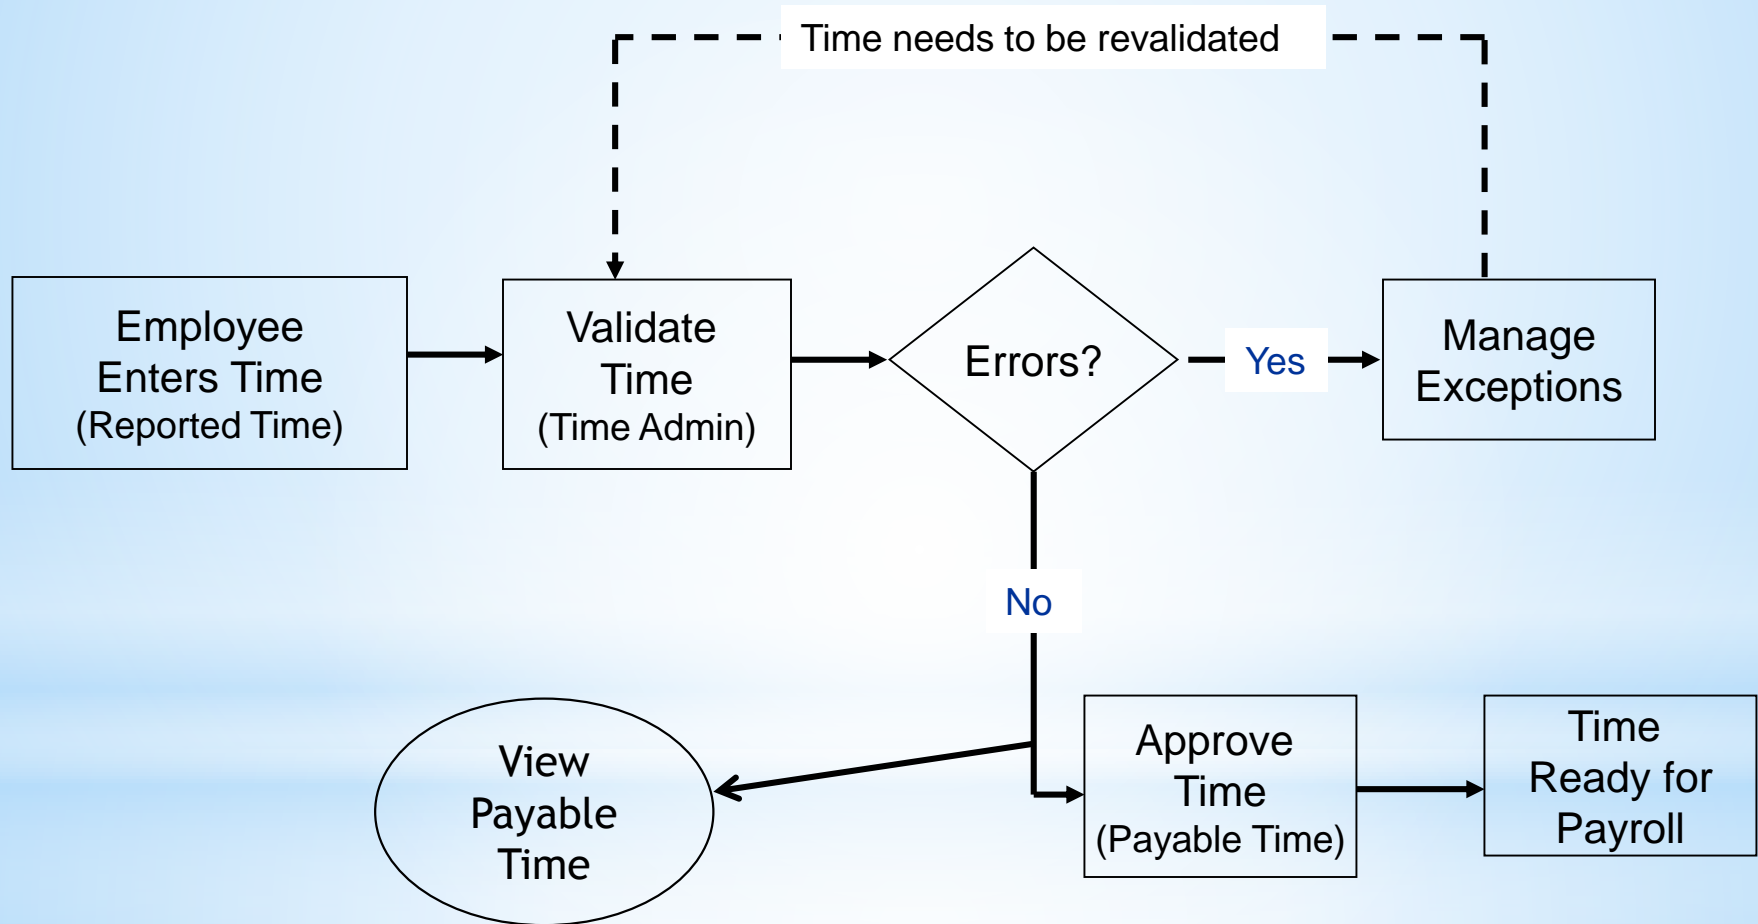 Time needs to be revalidated
Employee
Enters Time
(Reported Time)
Validate
Time
(Time Admin)
Errors?
Yes
Manage
Exceptions
No
View
Payable
Time
Approve
Time
(Payable Time)
Time
Ready for
Payroll